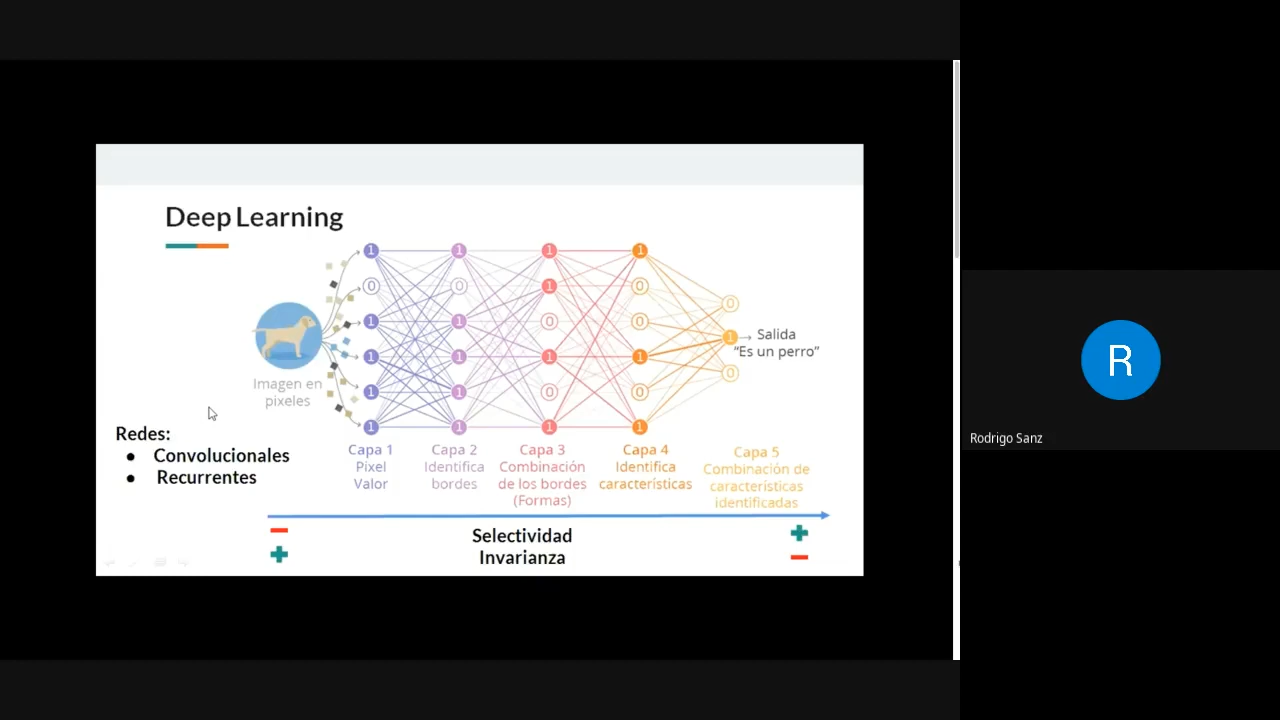 Deep Learning
1 1 1 1
0 0 1 0
0
1 1 0 0
1
Salida
"Es un perro"
1 1 1 1
0
1 1 0 0
1 1 1 1
Imagen en
pixeles
Redes:
● Convolucionales
● Recurrentes
Capa 1
Pixel
Valor
Capa 2
Identifica
bordes
Capa 3
Combinación
de los bordes
(Formas)
Capa 4
Identifica
características
Capa 5
Combinación de
características
identificadas
Selectividad
Invarianza
R
Rodrigo Sanz